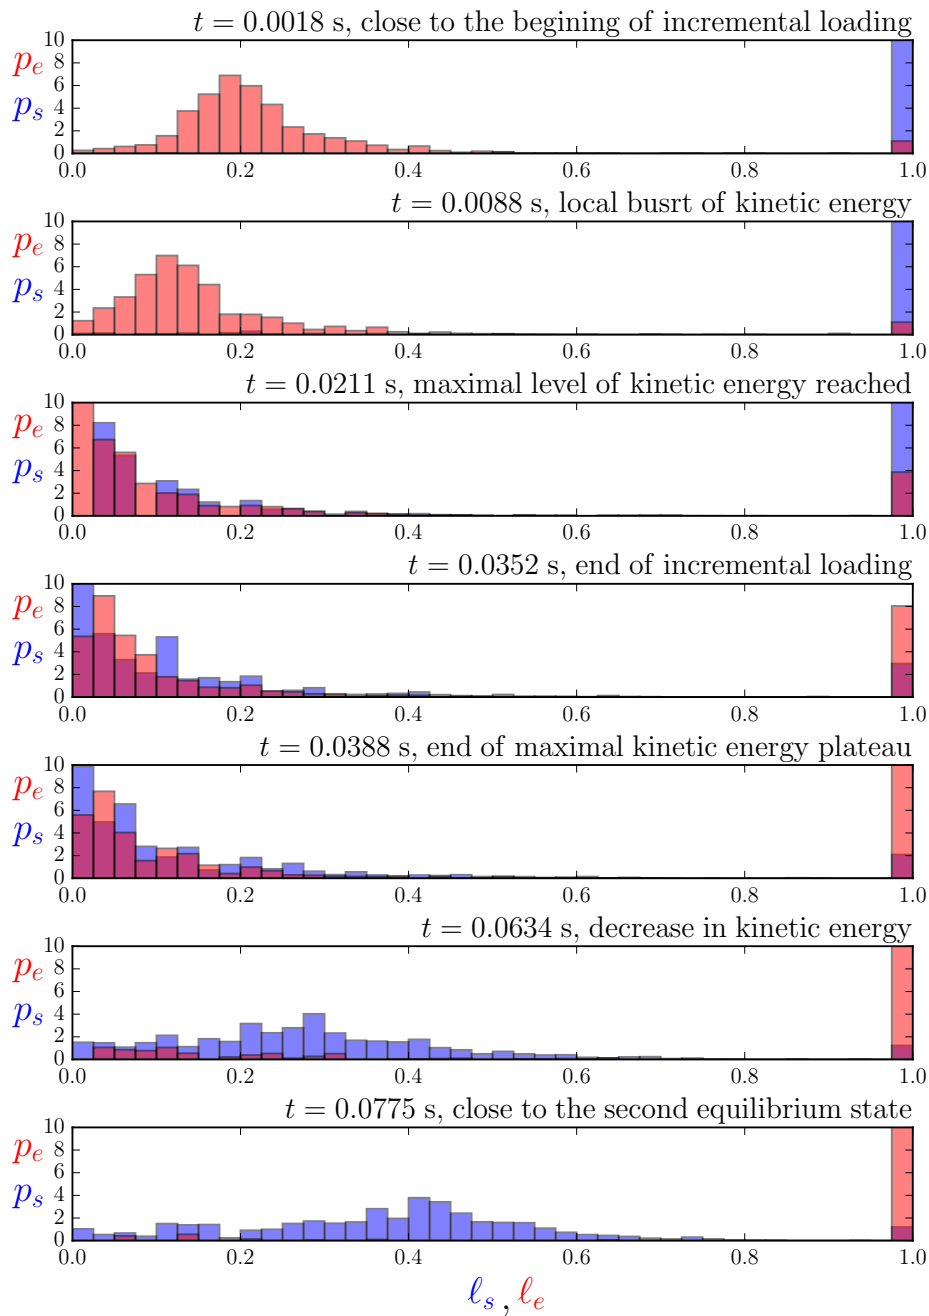 t = 0.0018 s, close to the begining of incremental loading
10
p_e
8
6
p_s
4
2
0
0.0 0.2 0.4 0.6 0.8 1.0
t = 0.0088 s, local busrt of kinetic energy
10
p_e
8
6
p_s
4
2
0
0.0 0.2 0.4 0.6 0.8 1.0
t = 0.0211 s, maximal level of kinetic energy reached
10
p_e
8
6
p_s
4
2
0
0.0 0.2 0.4 0.6 0.8 1.0
t = 0.0352 s, end of incremental loading
10
p_e
8
6
p_s
4
2
0
0.0 0.2 0.4 0.6 0.8 1.0
t = 0.0388 s, end of maximal kinetic energy plateau
10
p_e
8
6
p_s
4
2
0
0.0 0.2 0.4 0.6 0.8 1.0
t = 0.0634 s, decrease in kinetic energy
10
p_e
8
6
p_s
4
2
0
0.0 0.2 0.4 0.6 0.8 1.0
t = 0.0775 s, close to the second equilibrium state
10
p_e
8
6
p_s
4
2
0
0.0 0.2 0.4 0.6 0.8 1.0
ℓ_s , ℓ_e